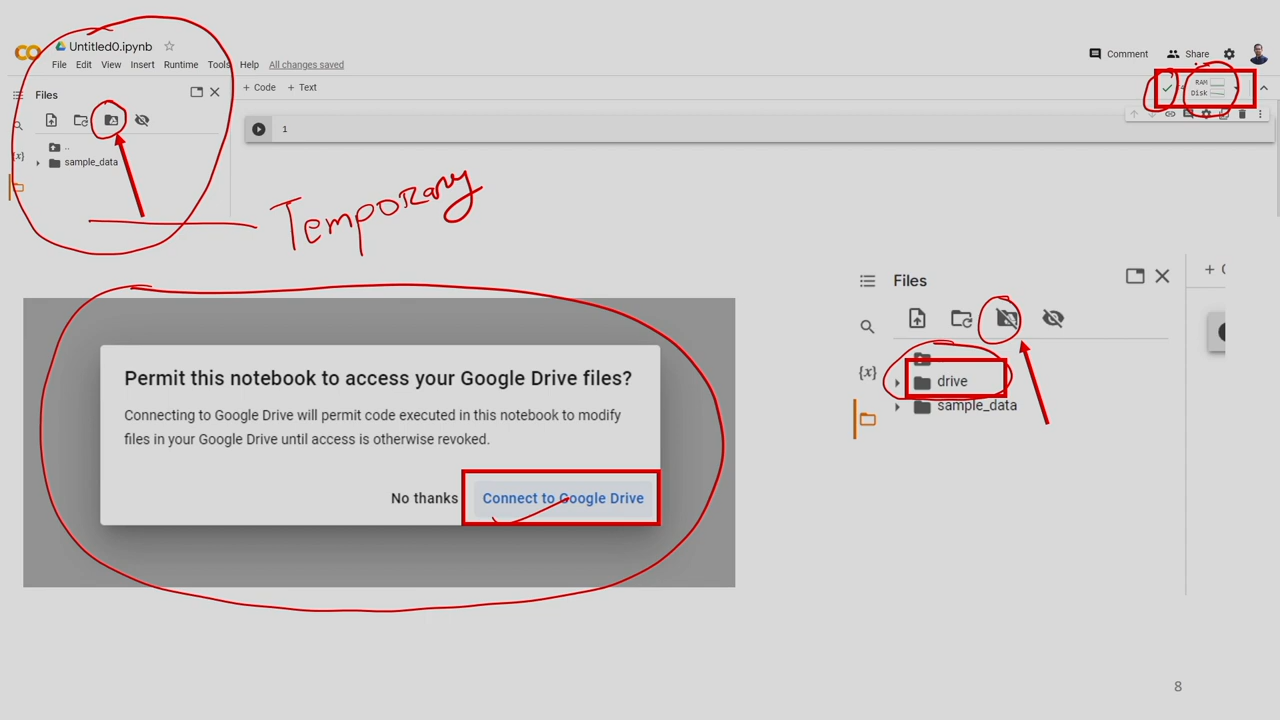 Untitled0.ipynb
File Edit View Insert Runtime Tools Help All changes saved
Comment Share
Files
+ Code + Text
RAM
Disk
1
..
{x}
sample_data
Temporary
Permit this notebook to access your Google Drive files?
Connecting to Google Drive will permit code executed in this notebook to modify
files in your Google Drive until access is otherwise revoked.
No thanks Connect to Google Drive
Files
+
{x}
drive
sample_data
8